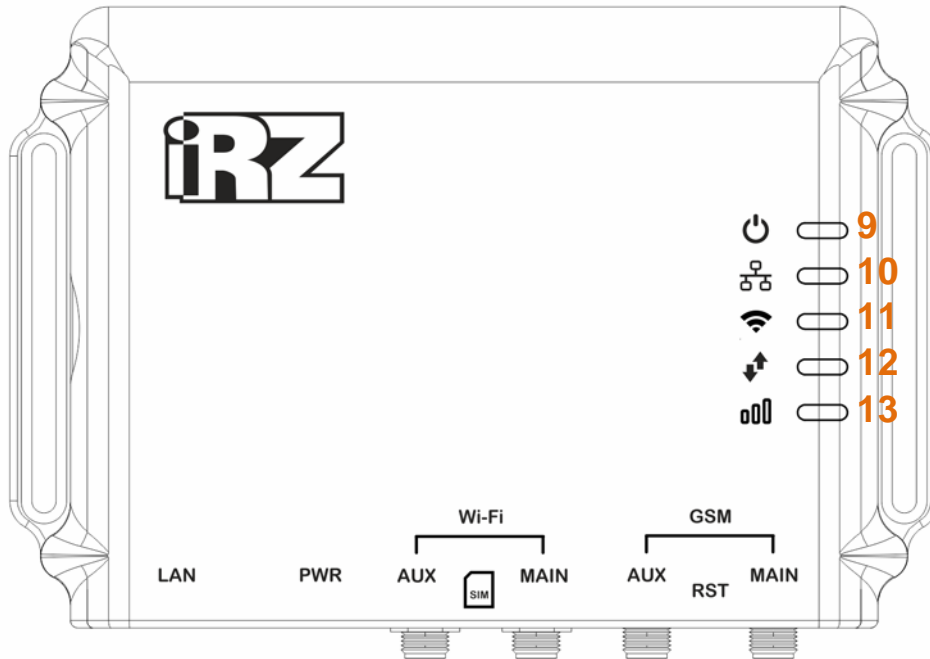 iRZ
9
10
11
12
13
Wi-Fi GSM
LAN PWR AUX MAIN AUX MAIN
SIM RST